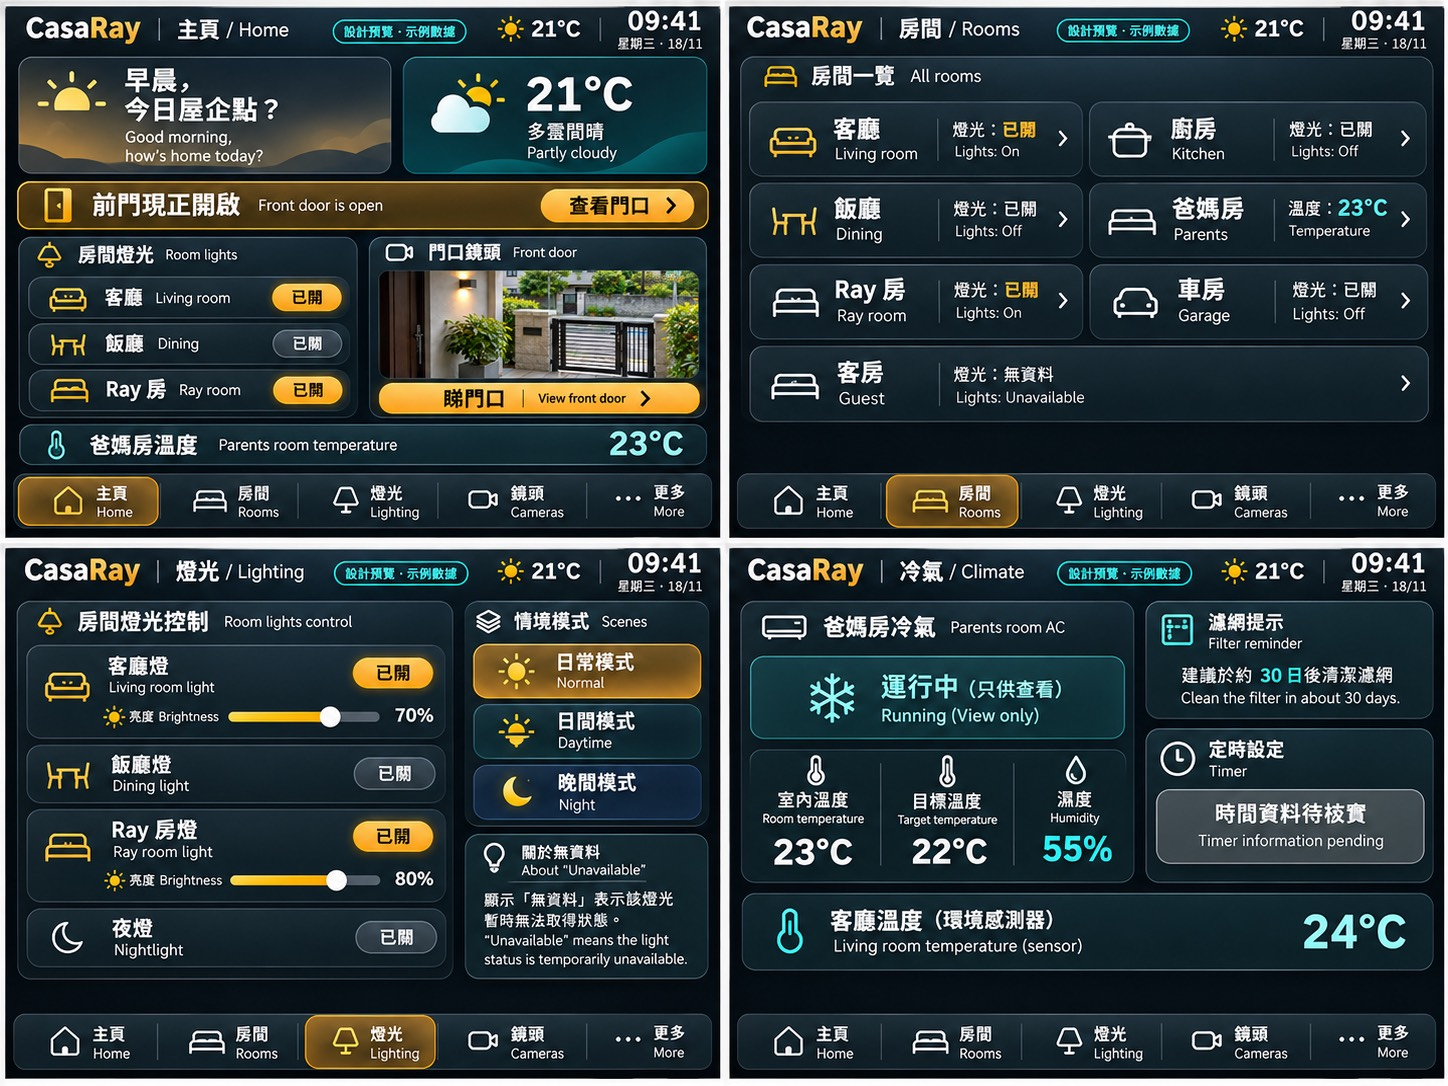 CasaRay 主頁 / Home 設計預覽 · 示例數據 21°C 09:41
星期三 · 18/11
早晨，
今日屋企點？
Good morning,
how's home today?
21°C
多靈間晴
Partly cloudy
前門現正開啟 Front door is open 查看門口
房間燈光 Room lights
客廳 Living room 已開
飯廳 Dining 已關
Ray 房 Ray room 已開
門口鏡頭 Front door
睇門口 View front door
爸媽房溫度 Parents room temperature 23°C
主頁 Home
房間 Rooms
燈光 Lighting
鏡頭 Cameras
更多 More
CasaRay 房間 / Rooms 設計預覽 · 示例數據 21°C 09:41
星期三 · 18/11
房間一覽 All rooms
客廳 燈光：已開
Living room Lights: On
廚房 燈光：已開
Kitchen Lights: Off
飯廳 燈光：已開
Dining Lights: Off
爸媽房 溫度：23°C
Parents Temperature
Ray 房 燈光：已開
Ray room Lights: On
車房 燈光：已開
Garage Lights: Off
客房 燈光：無資料
Guest Lights: Unavailable
主頁 Home
房間 Rooms
燈光 Lighting
鏡頭 Cameras
更多 More
CasaRay 燈光 / Lighting 設計預覽 · 示例數據 21°C 09:41
星期三 · 18/11
房間燈光控制 Room lights control
客廳燈 已開
Living room light
亮度 Brightness 70%
飯廳燈 已關
Dining light
Ray 房燈 已開
Ray room light
亮度 Brightness 80%
夜燈 已關
Nightlight
情境模式 Scenes
日常模式
Normal
日間模式
Daytime
晚間模式
Night
關於無資料
About "Unavailable"
顯示「無資料」表示該燈光
暫時無法取得狀態。
"Unavailable" means the light
status is temporarily unavailable.
主頁 Home
房間 Rooms
燈光 Lighting
鏡頭 Cameras
更多 More
CasaRay 冷氣 / Climate 設計預覽 · 示例數據 21°C 09:41
星期三 · 18/11
爸媽房冷氣 Parents room AC
運行中（只供查看）
Running (View only)
室內溫度
Room temperature
23°C
目標溫度
Target temperature
22°C
濕度
Humidity
55%
濾網提示
Filter reminder
建議於約 30 日後清潔濾網
Clean the filter in about 30 days.
定時設定
Timer
時間資料待核實
Timer information pending
客廳溫度（環境感測器）
Living room temperature (sensor)
24°C
主頁 Home
房間 Rooms
燈光 Lighting
鏡頭 Cameras
更多 More